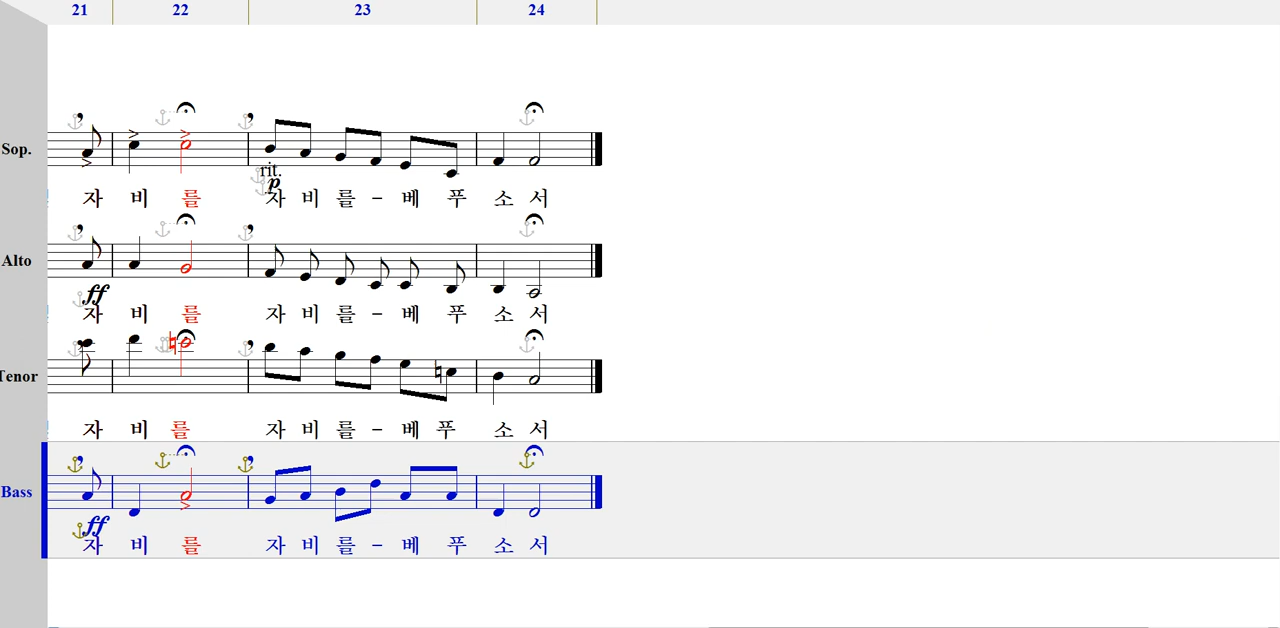 21 22 23 24
Sop.
rit.
p
자 비 를 자 비 를 - 베 푸 소 서
Alto
ff
자 비 를 자 비 를 - 베 푸 소 서
Tenor
자 비 를 자 비 를 - 베 푸 소 서
Bass
ff
자 비 를 자 비 를 - 베 푸 소 서